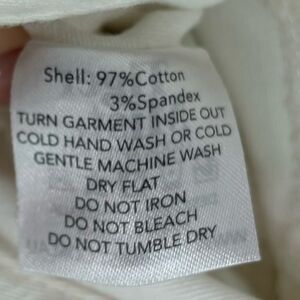 Shell: 97%Cotton
3%Spandex
TURN GARMENT INSIDE OUT
COLD HAND WASH OR COLD
GENTLE MACHINE WASH
DRY FLAT
DO NOT IRON
DO NOT BLEACH
DO NOT TUMBLE DRY